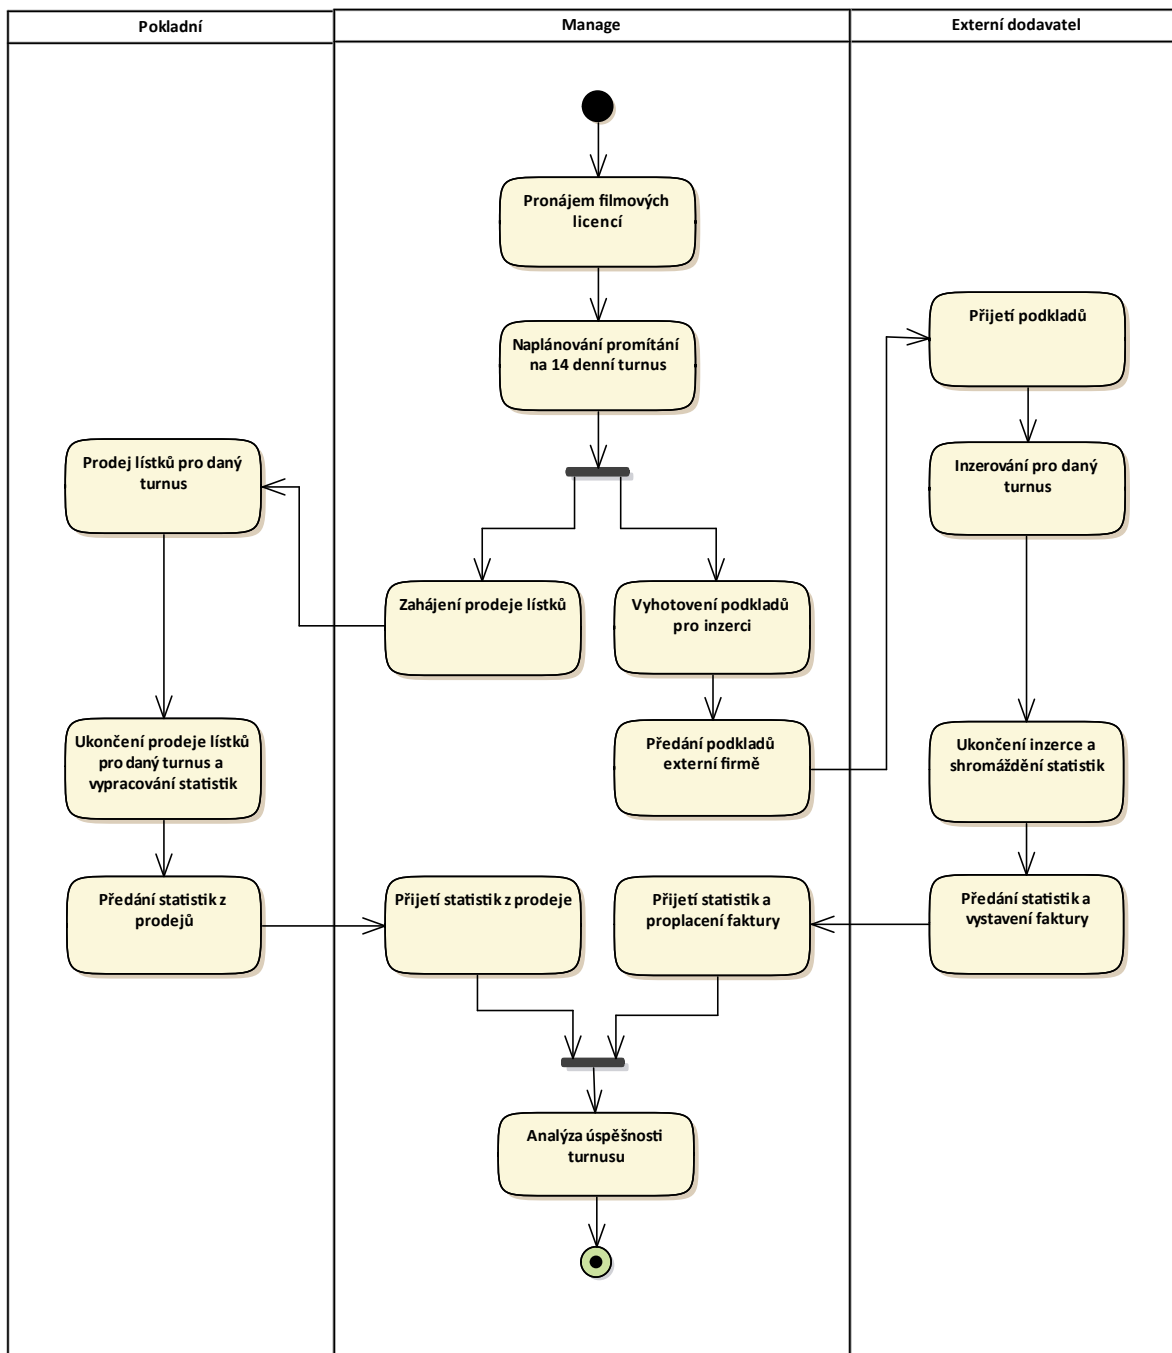 Pokladní
Manage
Externí dodavatel
Pronájem filmových
licencí
Naplánování promítání
na 14 denní turnus
Přijetí podkladů
Prodej lístků pro daný
turnus
Inzerování pro daný
turnus
Zahájení prodeje lístků
Vyhotovení podkladů
pro inzerci
Ukončení prodeje lístků
pro daný turnus a
vypracování statistik
Předání podkladů
externí firmě
Ukončení inzerce a
shromáždění statistik
Předání statistik z
prodejů
Přijetí statistik z prodeje
Přijetí statistik a
proplacení faktury
Předání statistik a
vystavení faktury
Analýza úspěšnosti
turnusu